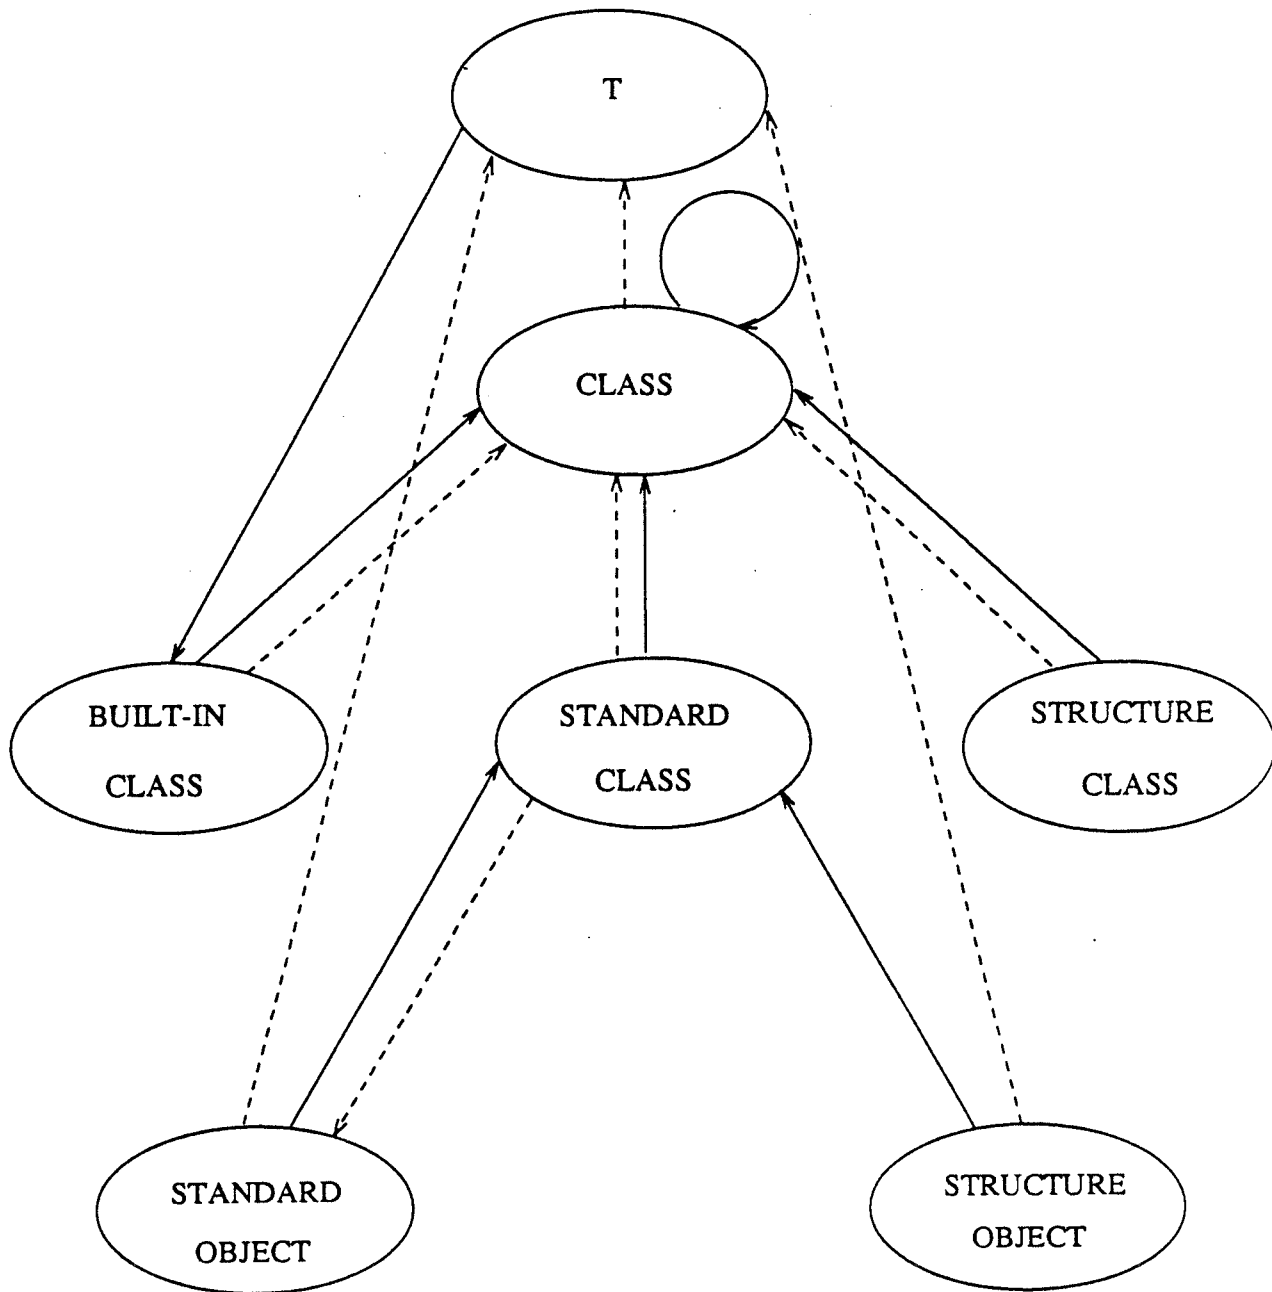 T
CLASS
BUILT-IN
CLASS
STANDARD
CLASS
STRUCTURE
CLASS
STANDARD
OBJECT
STRUCTURE
OBJECT